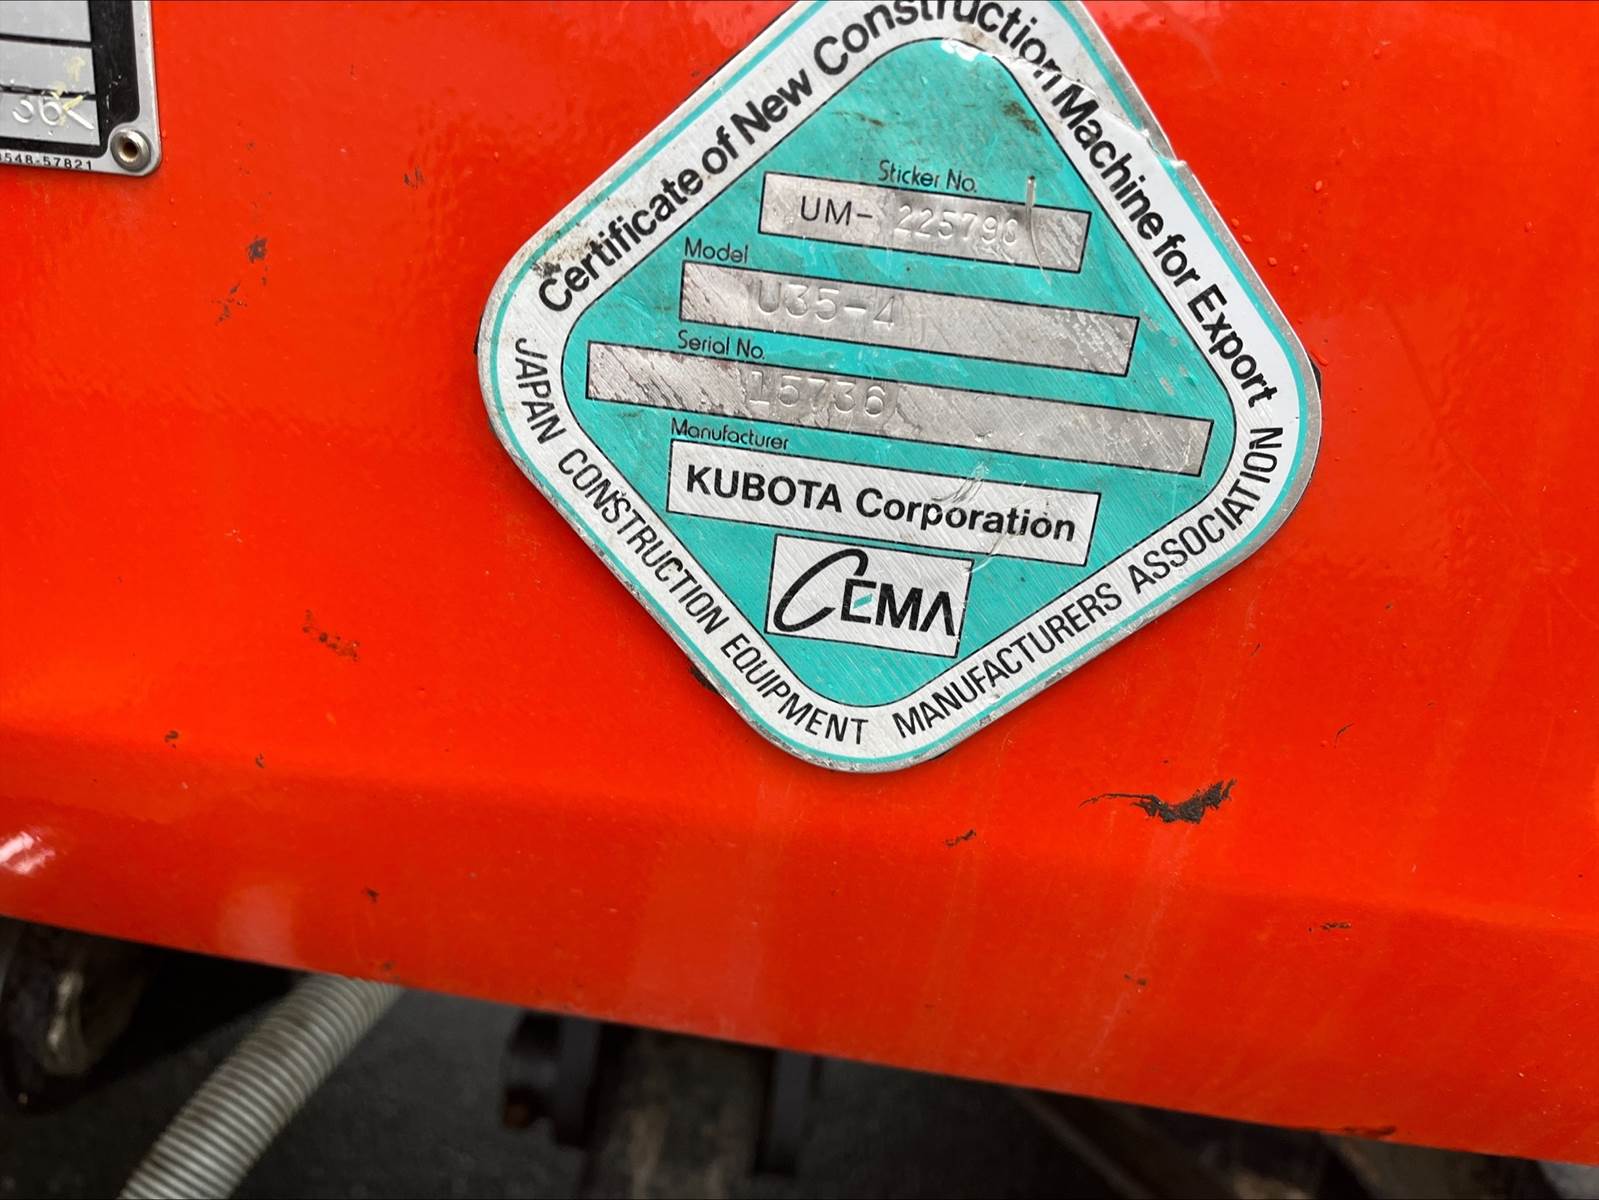 Certificate of New Construction Machine for Export
Sticker No.
UM- 225790
Model
U35-4
Serial No.
15736
Manufacturer
KUBOTA Corporation
CEMA
JAPAN CONSTRUCTION EQUIPMENT MANUFACTURERS ASSOCIATION